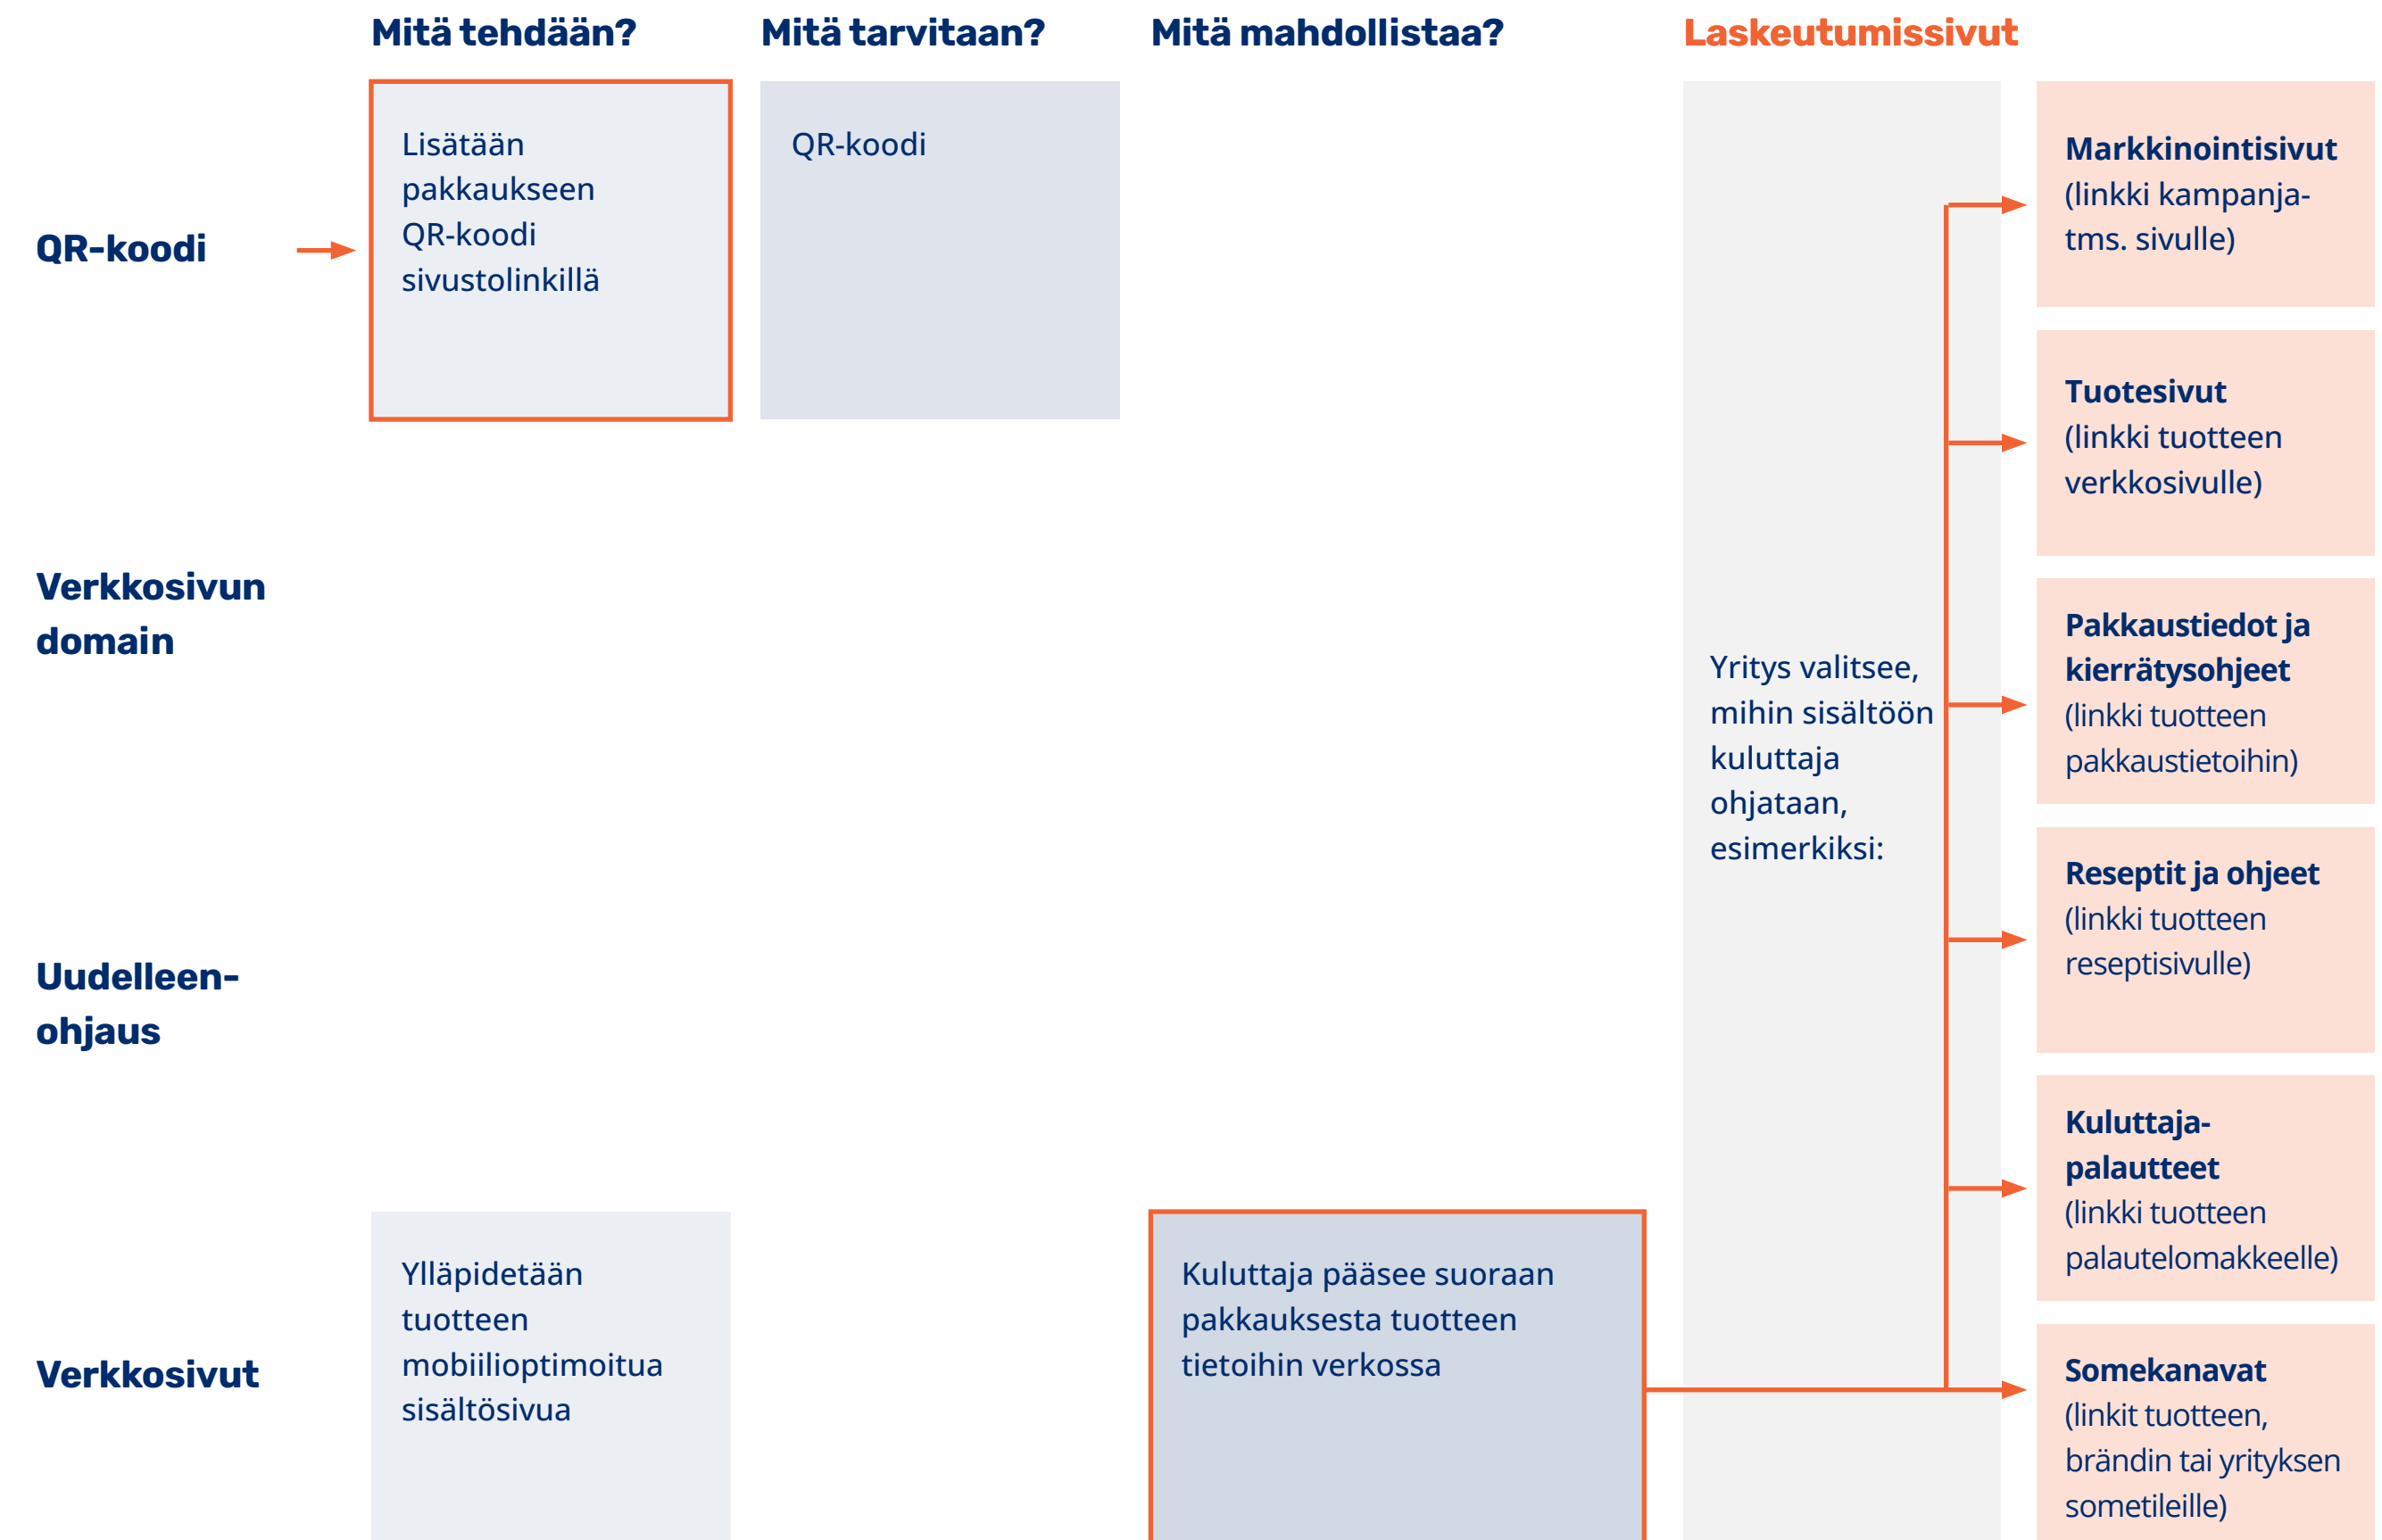 Mitä tehdään?
Mitä tarvitaan?
Mitä mahdollistaa?
Laskeutumissivut
QR-koodi
Lisätään
pakkaukseen
QR-koodi
sivustolinkillä
QR-koodi
Verkkosivun
domain
Uudelleen-
ohjaus
Verkkosivut
Ylläpidetään
tuotteen
mobiilioptimoitua
sisältösivua
Kuluttaja pääsee suoraan
pakkauksesta tuotteen
tietoihin verkossa
Yritys valitsee,
mihin sisältöön
kuluttaja
ohjataan,
esimerkiksi:
Markkinointisivut
(linkki kampanja-
tms. sivulle)
Tuotesivut
(linkki tuotteen
verkkosivulle)
Pakkaustiedot ja
kierrätysohjeet
(linkki tuotteen
pakkaustietoihin)
Reseptit ja ohjeet
(linkki tuotteen
reseptisivulle)
Kuluttaja-
palautteet
(linkki tuotteen
palautelomakkeelle)
Somekanavat
(linkit tuotteen,
brändin tai yrityksen
sometileille)